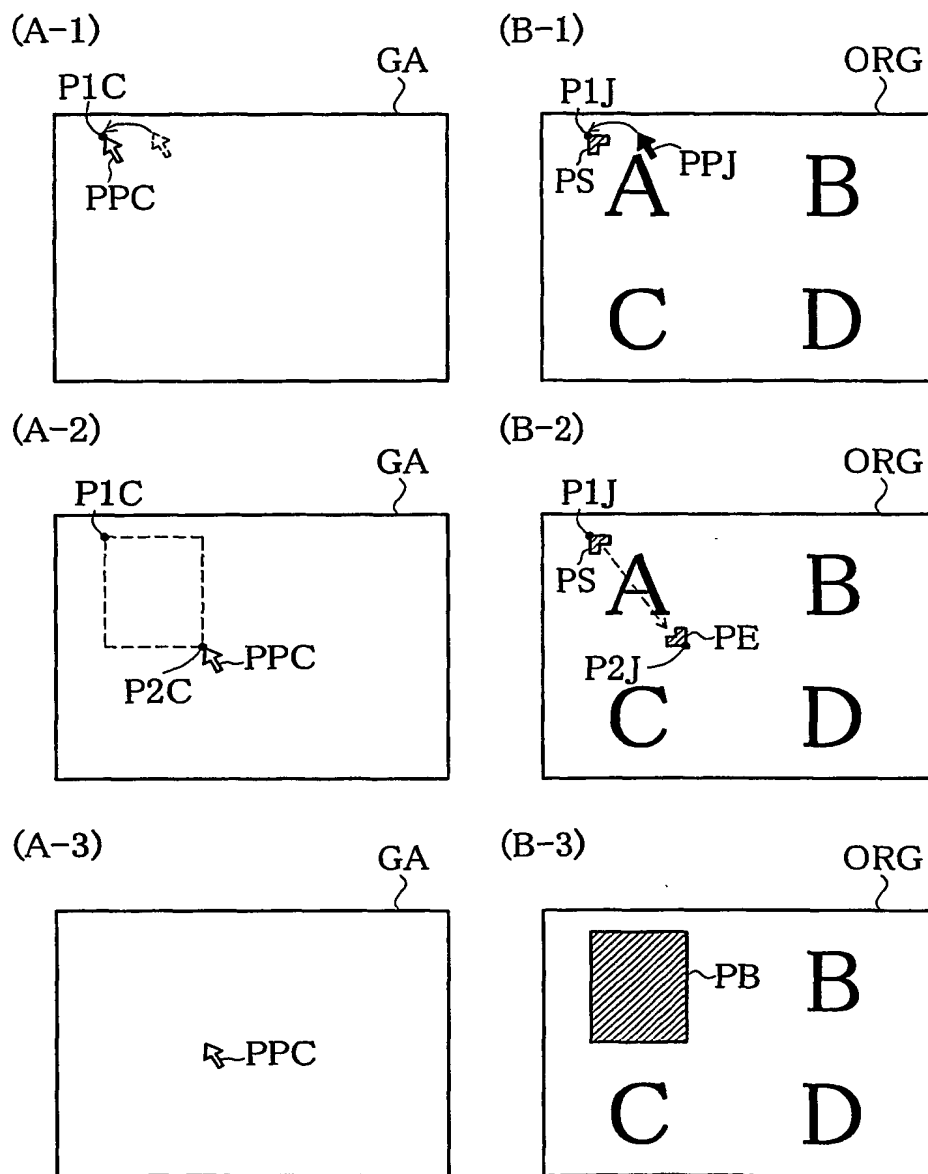 (A-1)
GA
P1C
PPC
(B-1)
ORG
P1J
PS
PPJ
A
B
C
D
(A-2)
GA
P1C
PPC
P2C
(B-2)
ORG
P1J
PS
A
B
PE
P2J
C
D
(A-3)
GA
PPC
(B-3)
ORG
PB
B
C
D